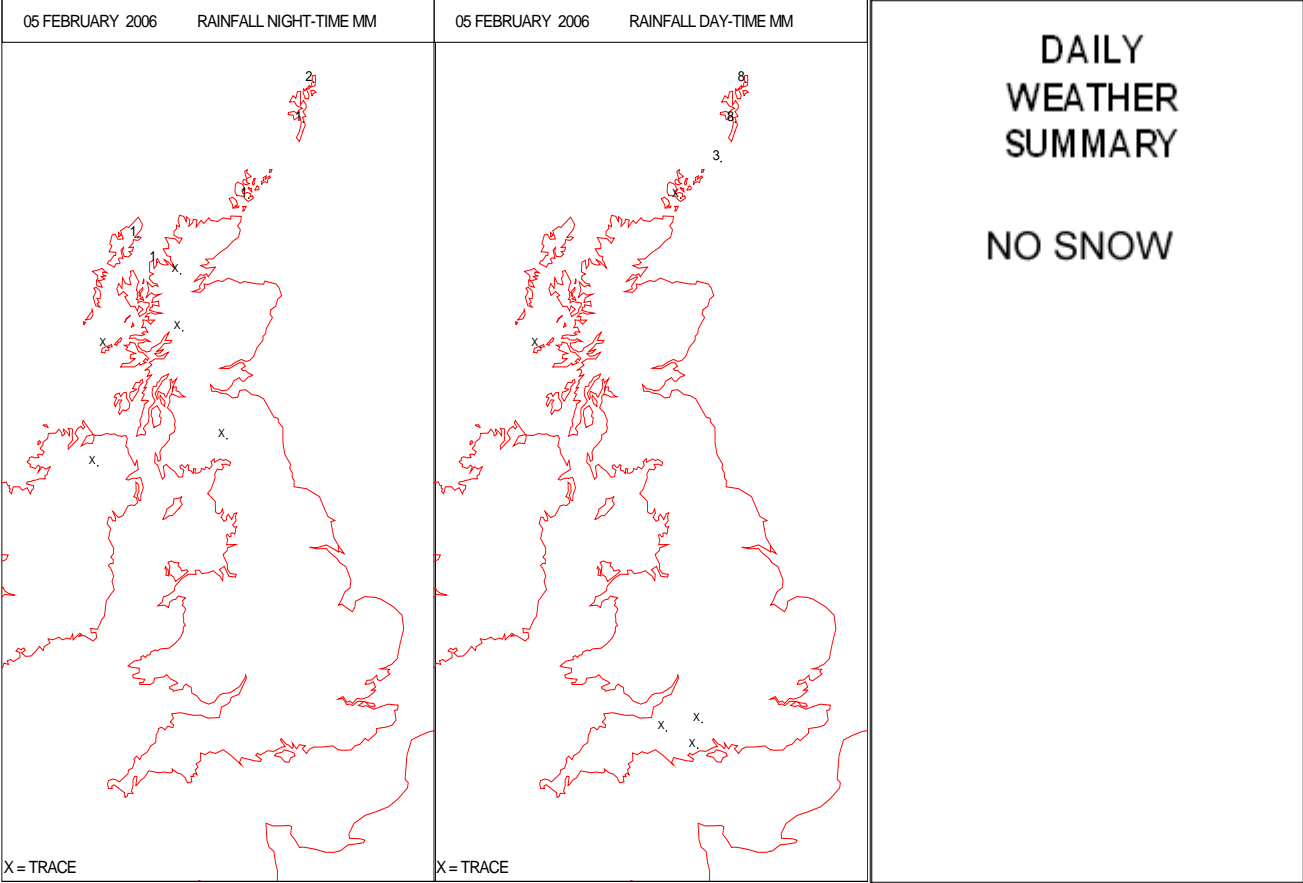 05 FEBRUARY 2006 RAINFALL NIGHT-TIME MM
2
1
1
1
1
X
X
X
X
X
X = TRACE
05 FEBRUARY 2006 RAINFALL DAY-TIME MM
8
8
3
X
X
X
X
X
X = TRACE
DAILY
WEATHER
SUMMARY
NO SNOW